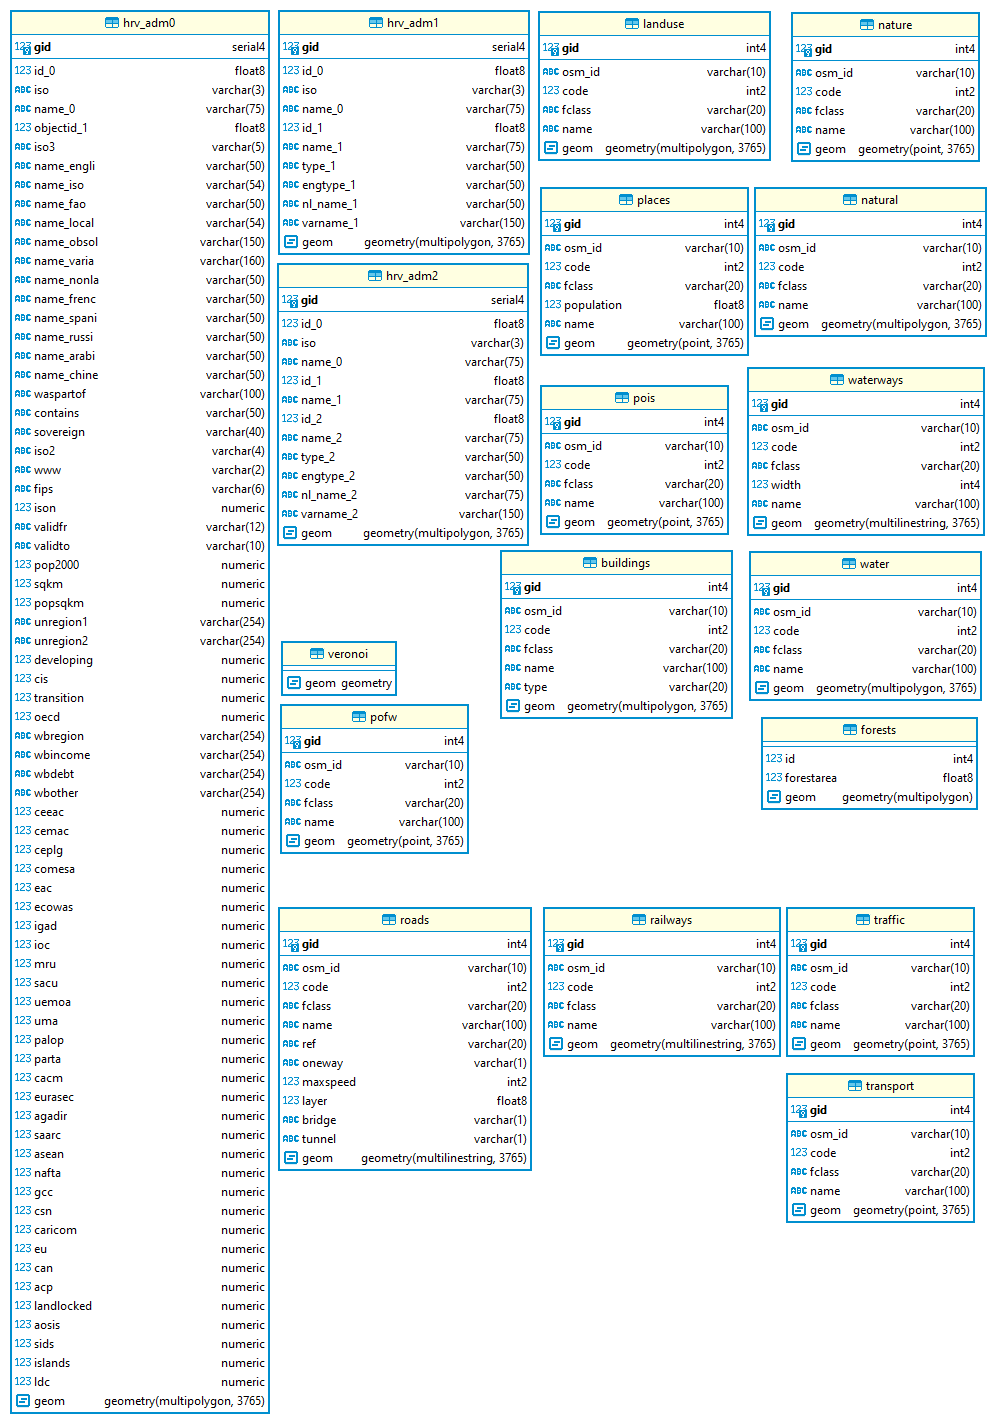 hrv_adm0
123 gid serial4
123 id_0 float8
ABC iso varchar(3)
ABC name_0 varchar(75)
123 objectid_1 float8
ABC iso3 varchar(5)
ABC name_engli varchar(50)
ABC name_iso varchar(54)
ABC name_fao varchar(50)
ABC name_local varchar(54)
ABC name_obsol varchar(150)
ABC name_varia varchar(160)
ABC name_nonla varchar(50)
ABC name_frenc varchar(50)
ABC name_spani varchar(50)
ABC name_russi varchar(50)
ABC name_arabi varchar(50)
ABC name_chine varchar(50)
ABC waspartof varchar(100)
ABC contains varchar(50)
ABC sovereign varchar(40)
ABC iso2 varchar(4)
ABC www varchar(2)
ABC fips varchar(6)
123 ison numeric
ABC validfr varchar(12)
ABC validto varchar(10)
123 pop2000 numeric
123 sqkm numeric
123 popsqkm numeric
ABC unregion1 varchar(254)
ABC unregion2 varchar(254)
123 developing numeric
123 cis numeric
123 transition numeric
123 oecd numeric
ABC wbregion varchar(254)
ABC wbincome varchar(254)
ABC wbdebt varchar(254)
ABC wbother varchar(254)
123 ceeac numeric
123 cemac numeric
123 ceplg numeric
123 comesa numeric
123 eac numeric
123 ecowas numeric
123 igad numeric
123 ioc numeric
123 mru numeric
123 sacu numeric
123 uemoa numeric
123 uma numeric
123 palop numeric
123 parta numeric
123 cacm numeric
123 eurasec numeric
123 agadir numeric
123 saarc numeric
123 asean numeric
123 nafta numeric
123 gcc numeric
123 csn numeric
123 caricom numeric
123 eu numeric
123 can numeric
123 acp numeric
123 landlocked numeric
123 aosis numeric
123 sids numeric
123 islands numeric
123 ldc numeric
geom geometry(multipolygon, 3765)
hrv_adm1
123 gid serial4
123 id_0 float8
ABC iso varchar(3)
ABC name_0 varchar(75)
123 id_1 float8
ABC name_1 varchar(75)
ABC type_1 varchar(50)
ABC engtype_1 varchar(50)
ABC nl_name_1 varchar(50)
ABC varname_1 varchar(150)
geom geometry(multipolygon, 3765)
hrv_adm2
123 gid serial4
123 id_0 float8
ABC iso varchar(3)
ABC name_0 varchar(75)
123 id_1 float8
ABC name_1 varchar(75)
123 id_2 float8
ABC name_2 varchar(75)
ABC type_2 varchar(50)
ABC engtype_2 varchar(50)
ABC nl_name_2 varchar(75)
ABC varname_2 varchar(150)
geom geometry(multipolygon, 3765)
landuse
123 gid int4
ABC osm_id varchar(10)
123 code int2
ABC fclass varchar(20)
ABC name varchar(100)
geom geometry(multipolygon, 3765)
nature
123 gid int4
ABC osm_id varchar(10)
123 code int2
ABC fclass varchar(20)
ABC name varchar(100)
geom geometry(point, 3765)
places
123 gid int4
ABC osm_id varchar(10)
123 code int2
ABC fclass varchar(20)
123 population float8
ABC name varchar(100)
geom geometry(point, 3765)
natural
123 gid int4
ABC osm_id varchar(10)
123 code int2
ABC fclass varchar(20)
ABC name varchar(100)
geom geometry(multipolygon, 3765)
pois
123 gid int4
ABC osm_id varchar(10)
123 code int2
ABC fclass varchar(20)
ABC name varchar(100)
geom geometry(point, 3765)
waterways
123 gid int4
ABC osm_id varchar(10)
123 code int2
ABC fclass varchar(20)
123 width int4
ABC name varchar(100)
geom geometry(multilinestring, 3765)
buildings
123 gid int4
ABC osm_id varchar(10)
123 code int2
ABC fclass varchar(20)
ABC name varchar(100)
ABC type varchar(20)
geom geometry(multipolygon, 3765)
water
123 gid int4
ABC osm_id varchar(10)
123 code int2
ABC fclass varchar(20)
ABC name varchar(100)
geom geometry(multipolygon, 3765)
veronoi
geom geometry
pofw
123 gid int4
ABC osm_id varchar(10)
123 code int2
ABC fclass varchar(20)
ABC name varchar(100)
geom geometry(point, 3765)
forests
123 id int4
123 forestarea float8
geom geometry(multipolygon)
roads
123 gid int4
ABC osm_id varchar(10)
123 code int2
ABC fclass varchar(20)
ABC name varchar(100)
ABC ref varchar(20)
ABC oneway varchar(1)
123 maxspeed int2
123 layer float8
ABC bridge varchar(1)
ABC tunnel varchar(1)
geom geometry(multilinestring, 3765)
railways
123 gid int4
ABC osm_id varchar(10)
123 code int2
ABC fclass varchar(20)
ABC name varchar(100)
geom geometry(multilinestring, 3765)
traffic
123 gid int4
ABC osm_id varchar(10)
123 code int2
ABC fclass varchar(20)
ABC name varchar(100)
geom geometry(point, 3765)
transport
123 gid int4
ABC osm_id varchar(10)
123 code int2
ABC fclass varchar(20)
ABC name varchar(100)
geom geometry(point, 3765)